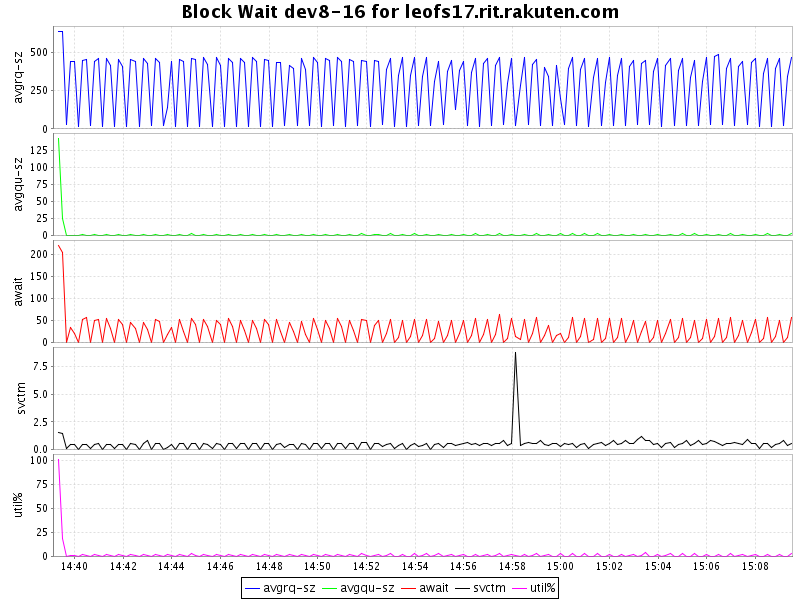 Block Wait dev8-16 for leofs17.rit.rakuten.com
avgrq-sz
500
250
0
avgqu-sz
125
100
75
50
25
0
await
200
150
100
50
0
svctm
7.5
5.0
2.5
0.0
util%
100
75
50
25
0
14:40 14:42 14:44 14:46 14:48 14:50 14:52 14:54 14:56 14:58 15:00 15:02 15:04 15:06 15:08
avgrq-sz avgqu-sz await svctm util%